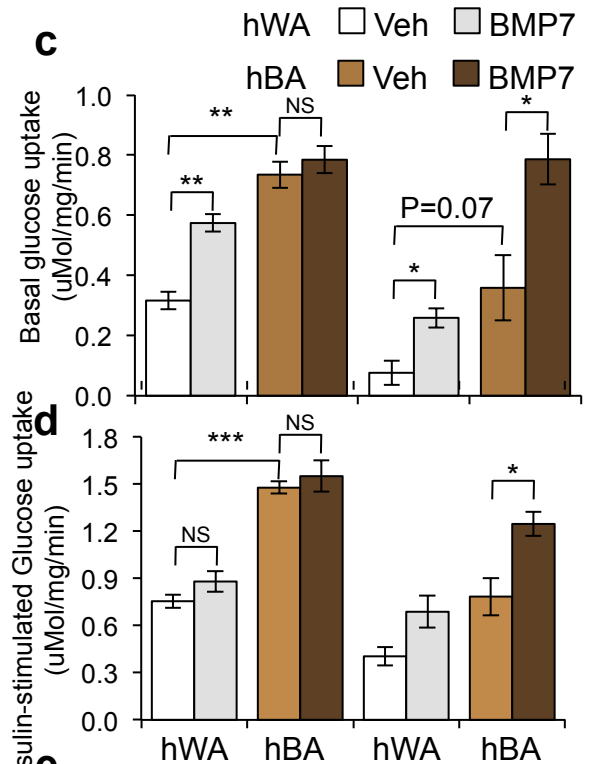 c
hWA Veh BMP7
hBA Veh BMP7
Basal glucose uptake
(uMol/mg/min)
1.0
0.8
0.6
0.4
0.2
0.0
**
**
NS
P=0.07
*
*
d
sulin-stimulated Glucose uptake
(uMol/mg/min)
1.8
1.5
1.2
0.9
0.6
0.3
0.0
NS
***
NS
*
hWA hBA hWA hBA